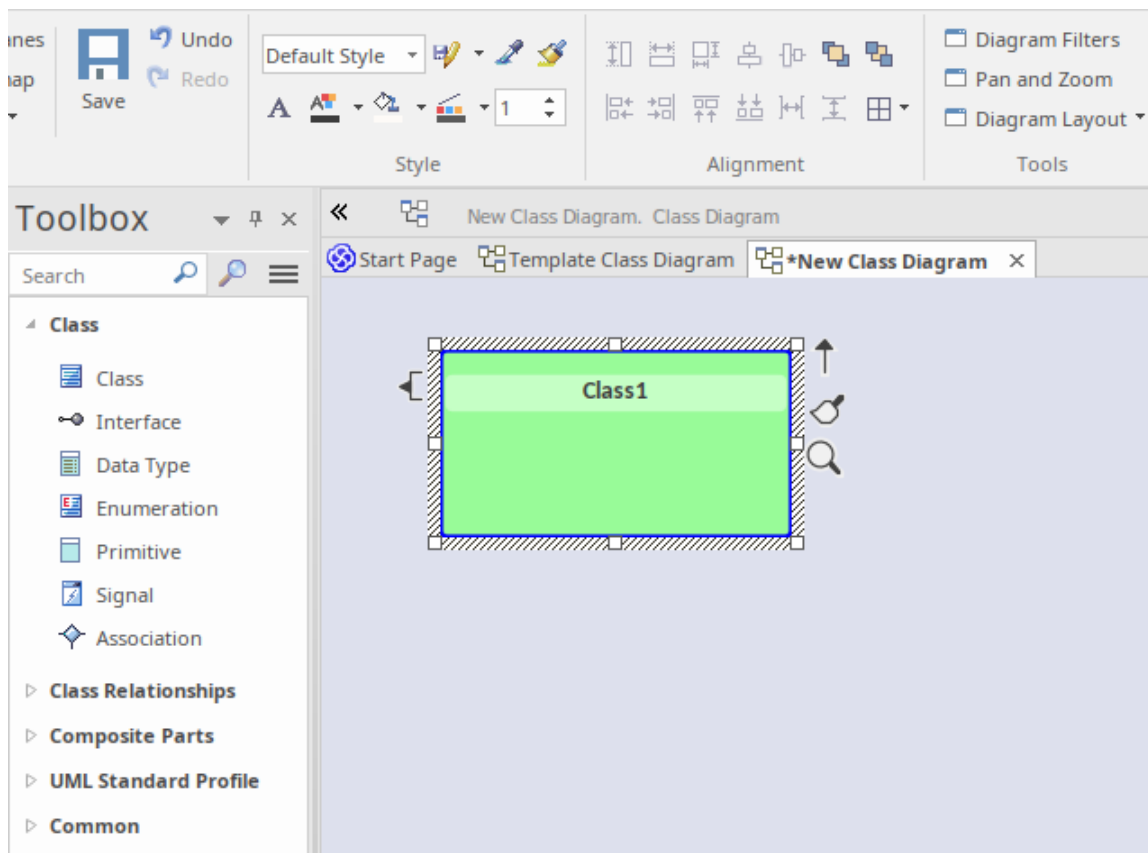 anes
Undo
Default Style
Diagram Filters
ap
Redo
Pan and Zoom
Save
A
1
Diagram Layout
Style
Alignment
Tools
Toolbox
New Class Diagram. Class Diagram
Start Page
Template Class Diagram
*New Class Diagram
Search
Class
Class
Interface
Data Type
Enumeration
Primitive
Signal
Association
Class Relationships
Composite Parts
UML Standard Profile
Common
Class1